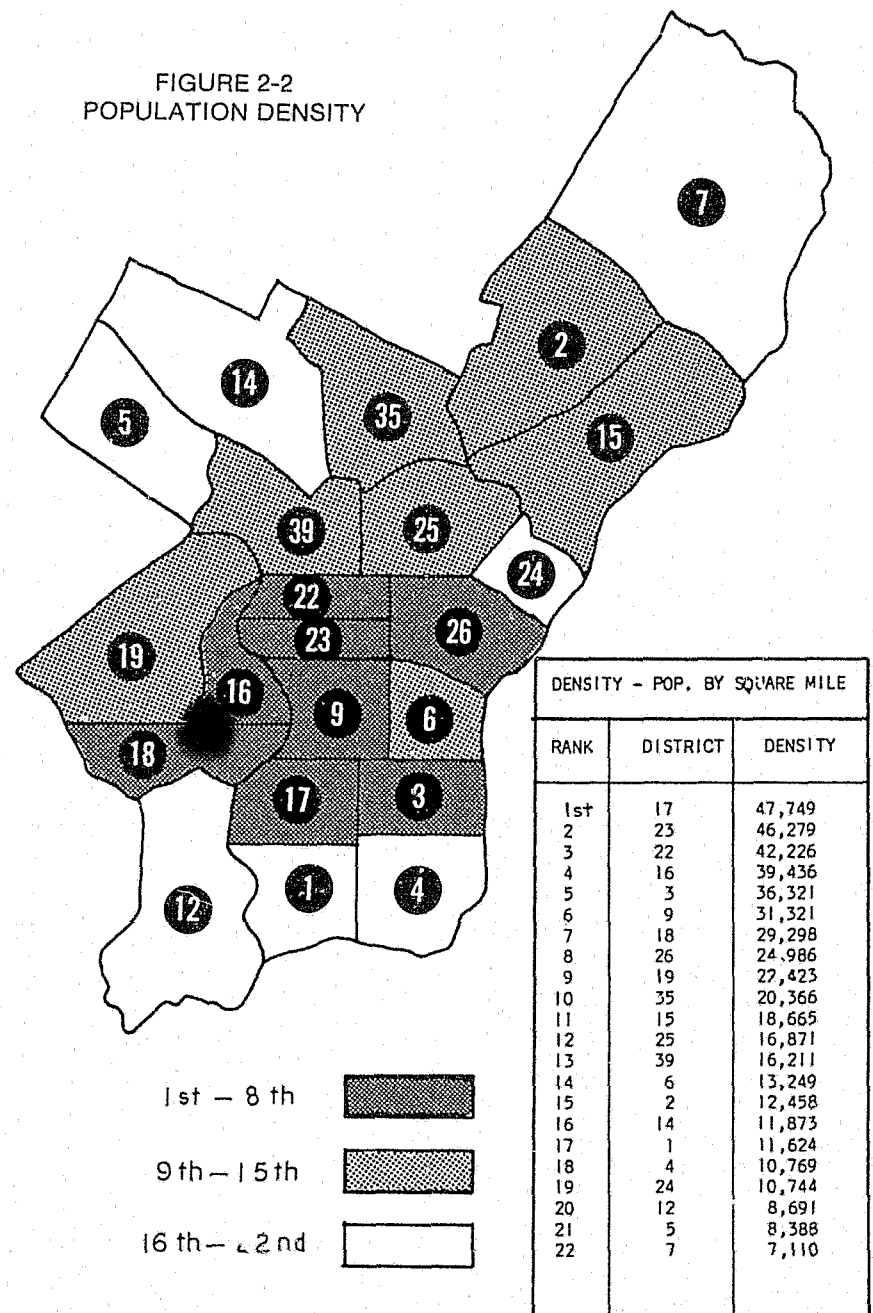 FIGURE 2-2
POPULATION DENSITY
7
2
14
35
5
15
39
25
24
22
26
23
19
16
9
6
18
17
3
1
4
12
DENSITY - POP. BY SQUARE MILE
RANK DISTRICT DENSITY
1st 17 47,749
2 23 46,279
3 22 42,226
4 16 39,436
5 3 36,321
6 9 31,321
7 18 29,298
8 26 24,986
9 19 22,423
10 35 20,366
11 15 18,665
12 25 16,871
13 39 16,211
14 6 13,249
15 2 12,458
16 14 11,873
17 1 11,624
18 4 10,769
19 24 10,744
20 12 8,691
21 5 8,388
22 7 7,110
1st - 8th
9th - 15th
16th - 22nd